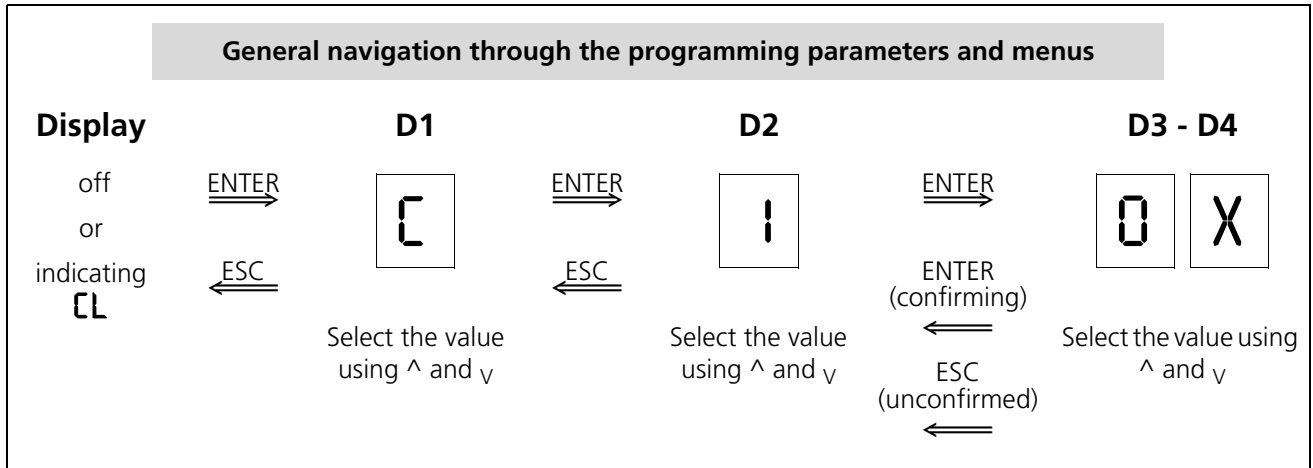 General navigation through the programming parameters and menus
Display D1 D2 D3 - D4
off ENTER ENTER ENTER
or
C 1 0 X
indicating ESC ESC ENTER
CL (confirming)
Select the value Select the value Select the value using
using ^ and v using ^ and v ^ and v
ESC
(unconfirmed)